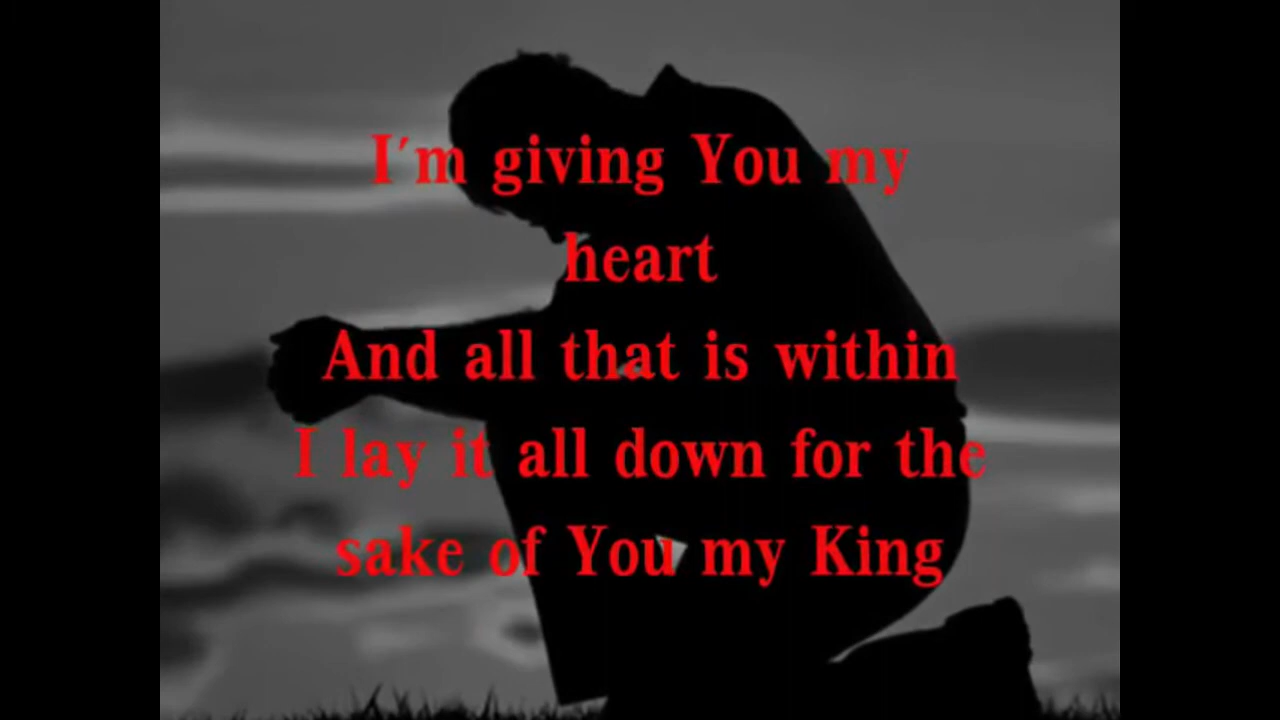 I´m giving You my
heart
And all that is within
I lay it all down for the
sake of You my King